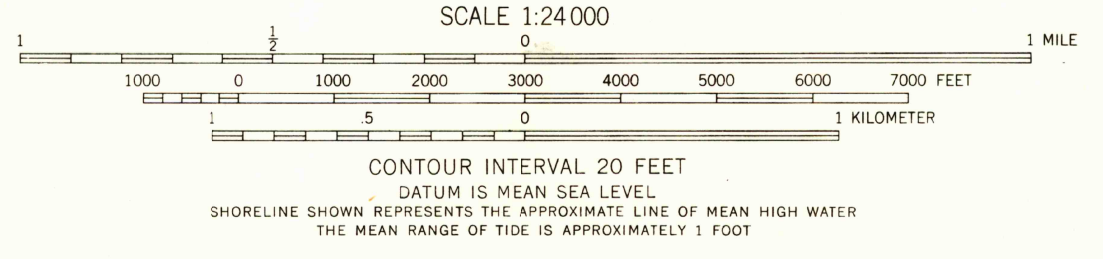 SCALE 1:24 000
1 1/2 0 1 MILE
1000 0 1000 2000 3000 4000 5000 6000 7000 FEET
1 .5 0 1 KILOMETER
CONTOUR INTERVAL 20 FEET
DATUM IS MEAN SEA LEVEL
SHORELINE SHOWN REPRESENTS THE APPROXIMATE LINE OF MEAN HIGH WATER
THE MEAN RANGE OF TIDE IS APPROXIMATELY 1 FOOT